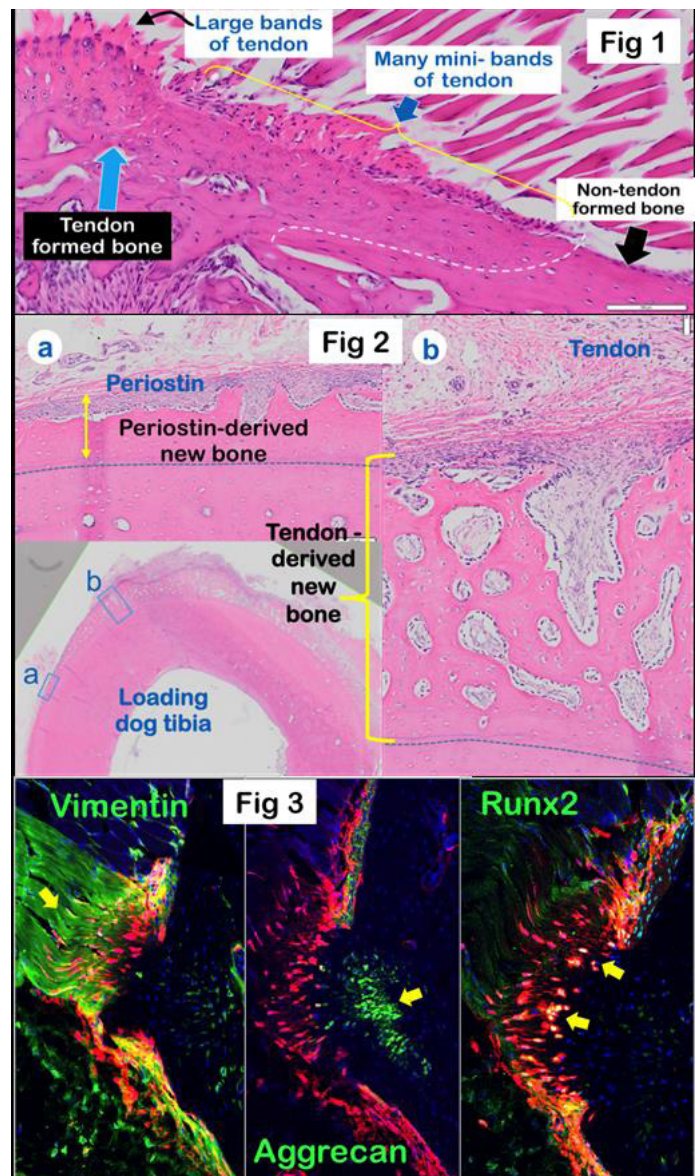 Large bands
of tendon
Fig 1
Many mini- bands
of tendon
Non-tendon
formed bone
Tendon
formed bone
a
Fig 2
b
Periostin
Tendon
Periostin-derived
new bone
Tendon -
derived
new
bone
b
a
Loading
dog tibia
Vimentin
Fig 3
Runx2
Aggrecan